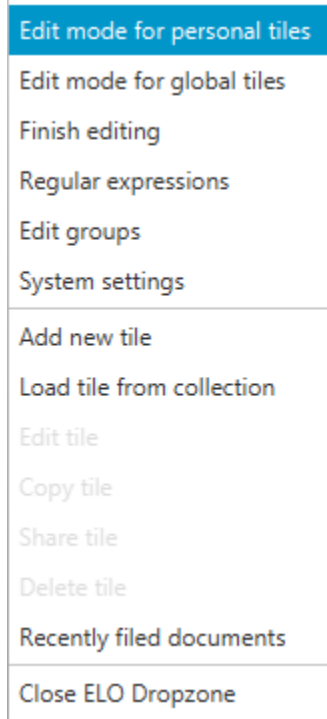 Edit mode for personal tiles
Edit mode for global tiles
Finish editing
Regular expressions
Edit groups
System settings
Add new tile
Load tile from collection
Edit tile
Copy tile
Share tile
Delete tile
Recently filed documents
Close ELO Dropzone